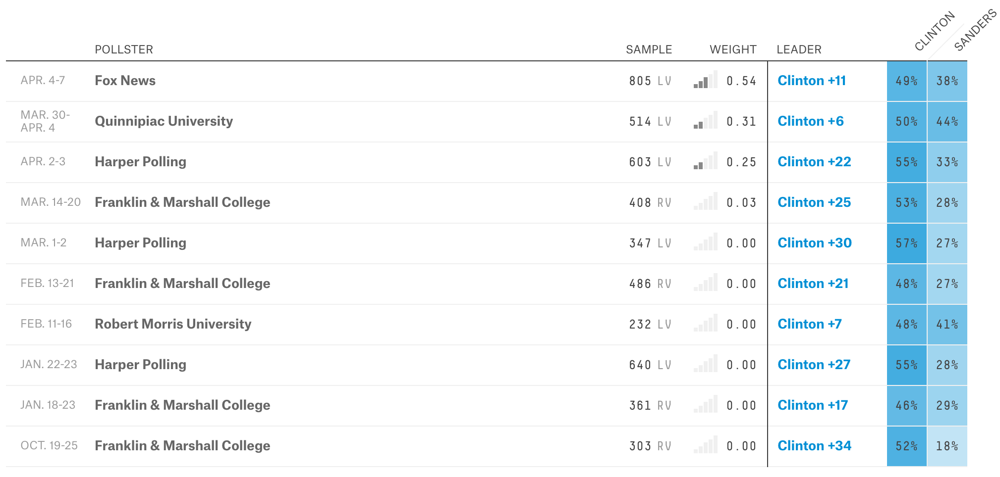 POLLSTER SAMPLE WEIGHT LEADER CLINTON SANDERS
APR. 4-7 Fox News 805 LV 0.54 Clinton +11 49% 38%
MAR. 30-
APR. 4 Quinnipiac University 514 LV 0.31 Clinton +6 50% 44%
APR. 2-3 Harper Polling 603 LV 0.25 Clinton +22 55% 33%
MAR. 14-20 Franklin & Marshall College 408 RV 0.03 Clinton +25 53% 28%
MAR. 1-2 Harper Polling 347 LV 0.00 Clinton +30 57% 27%
FEB. 13-21 Franklin & Marshall College 486 RV 0.00 Clinton +21 48% 27%
FEB. 11-16 Robert Morris University 232 LV 0.00 Clinton +7 48% 41%
JAN. 22-23 Harper Polling 640 LV 0.00 Clinton +27 55% 28%
JAN. 18-23 Franklin & Marshall College 361 RV 0.00 Clinton +17 46% 29%
OCT. 19-25 Franklin & Marshall College 303 RV 0.00 Clinton +34 52% 18%